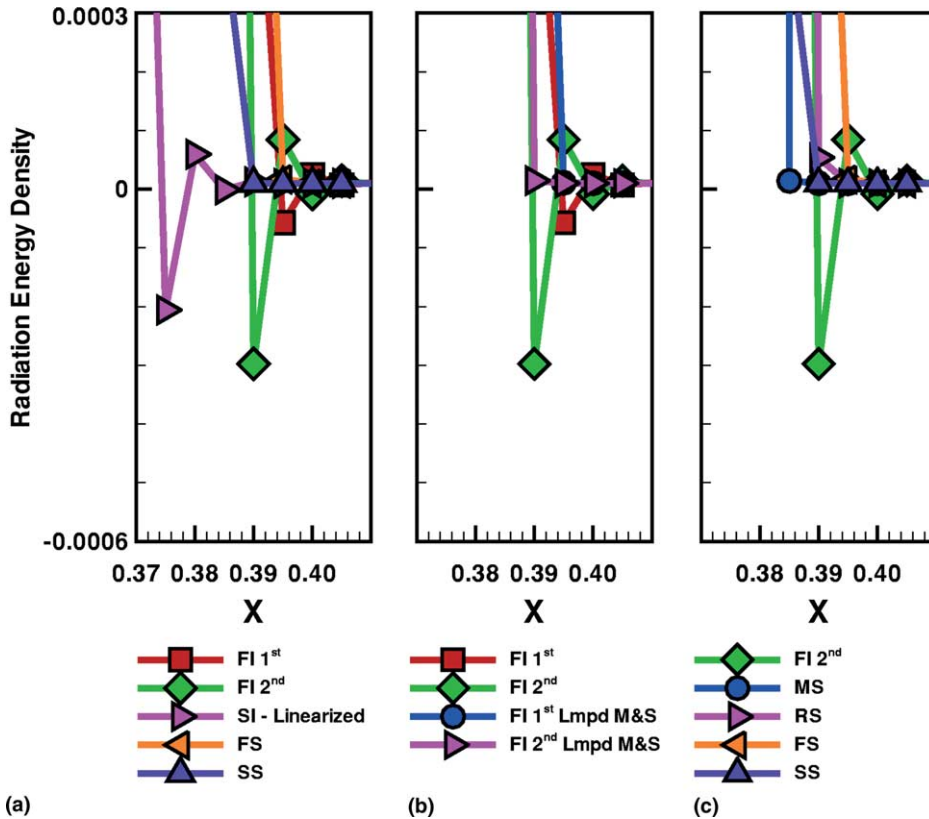 0.0003
0
-0.0006
Radiation Energy Density
0.37 0.38 0.39 0.40
X
FI 1st
FI 2nd
SI - Linearized
FS
SS
(a)
0.38 0.39 0.40
X
FI 1st
FI 2nd
FI 1st Lmpd M&S
FI 2nd Lmpd M&S
(b)
0.38 0.39 0.40
X
FI 2nd
MS
RS
FS
SS
(c)